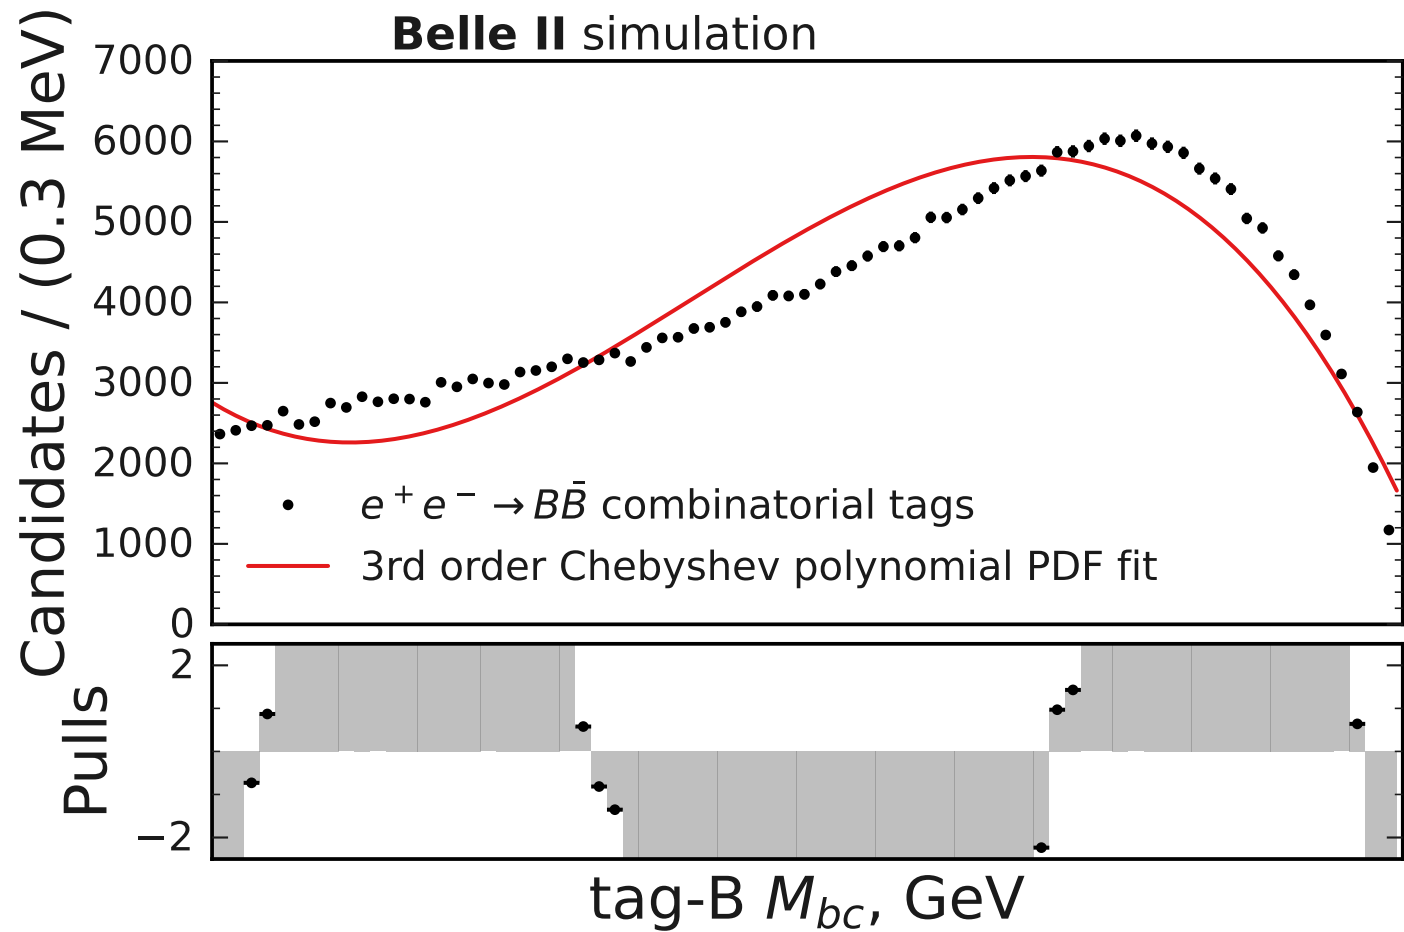 Belle II simulation
Candidates / (0.3 MeV)
7000
6000
5000
4000
3000
2000
1000
0
e⁺e⁻ → BB̄ combinatorial tags
3rd order Chebyshev polynomial PDF fit
Pulls
2
−2
tag-B M_bc, GeV